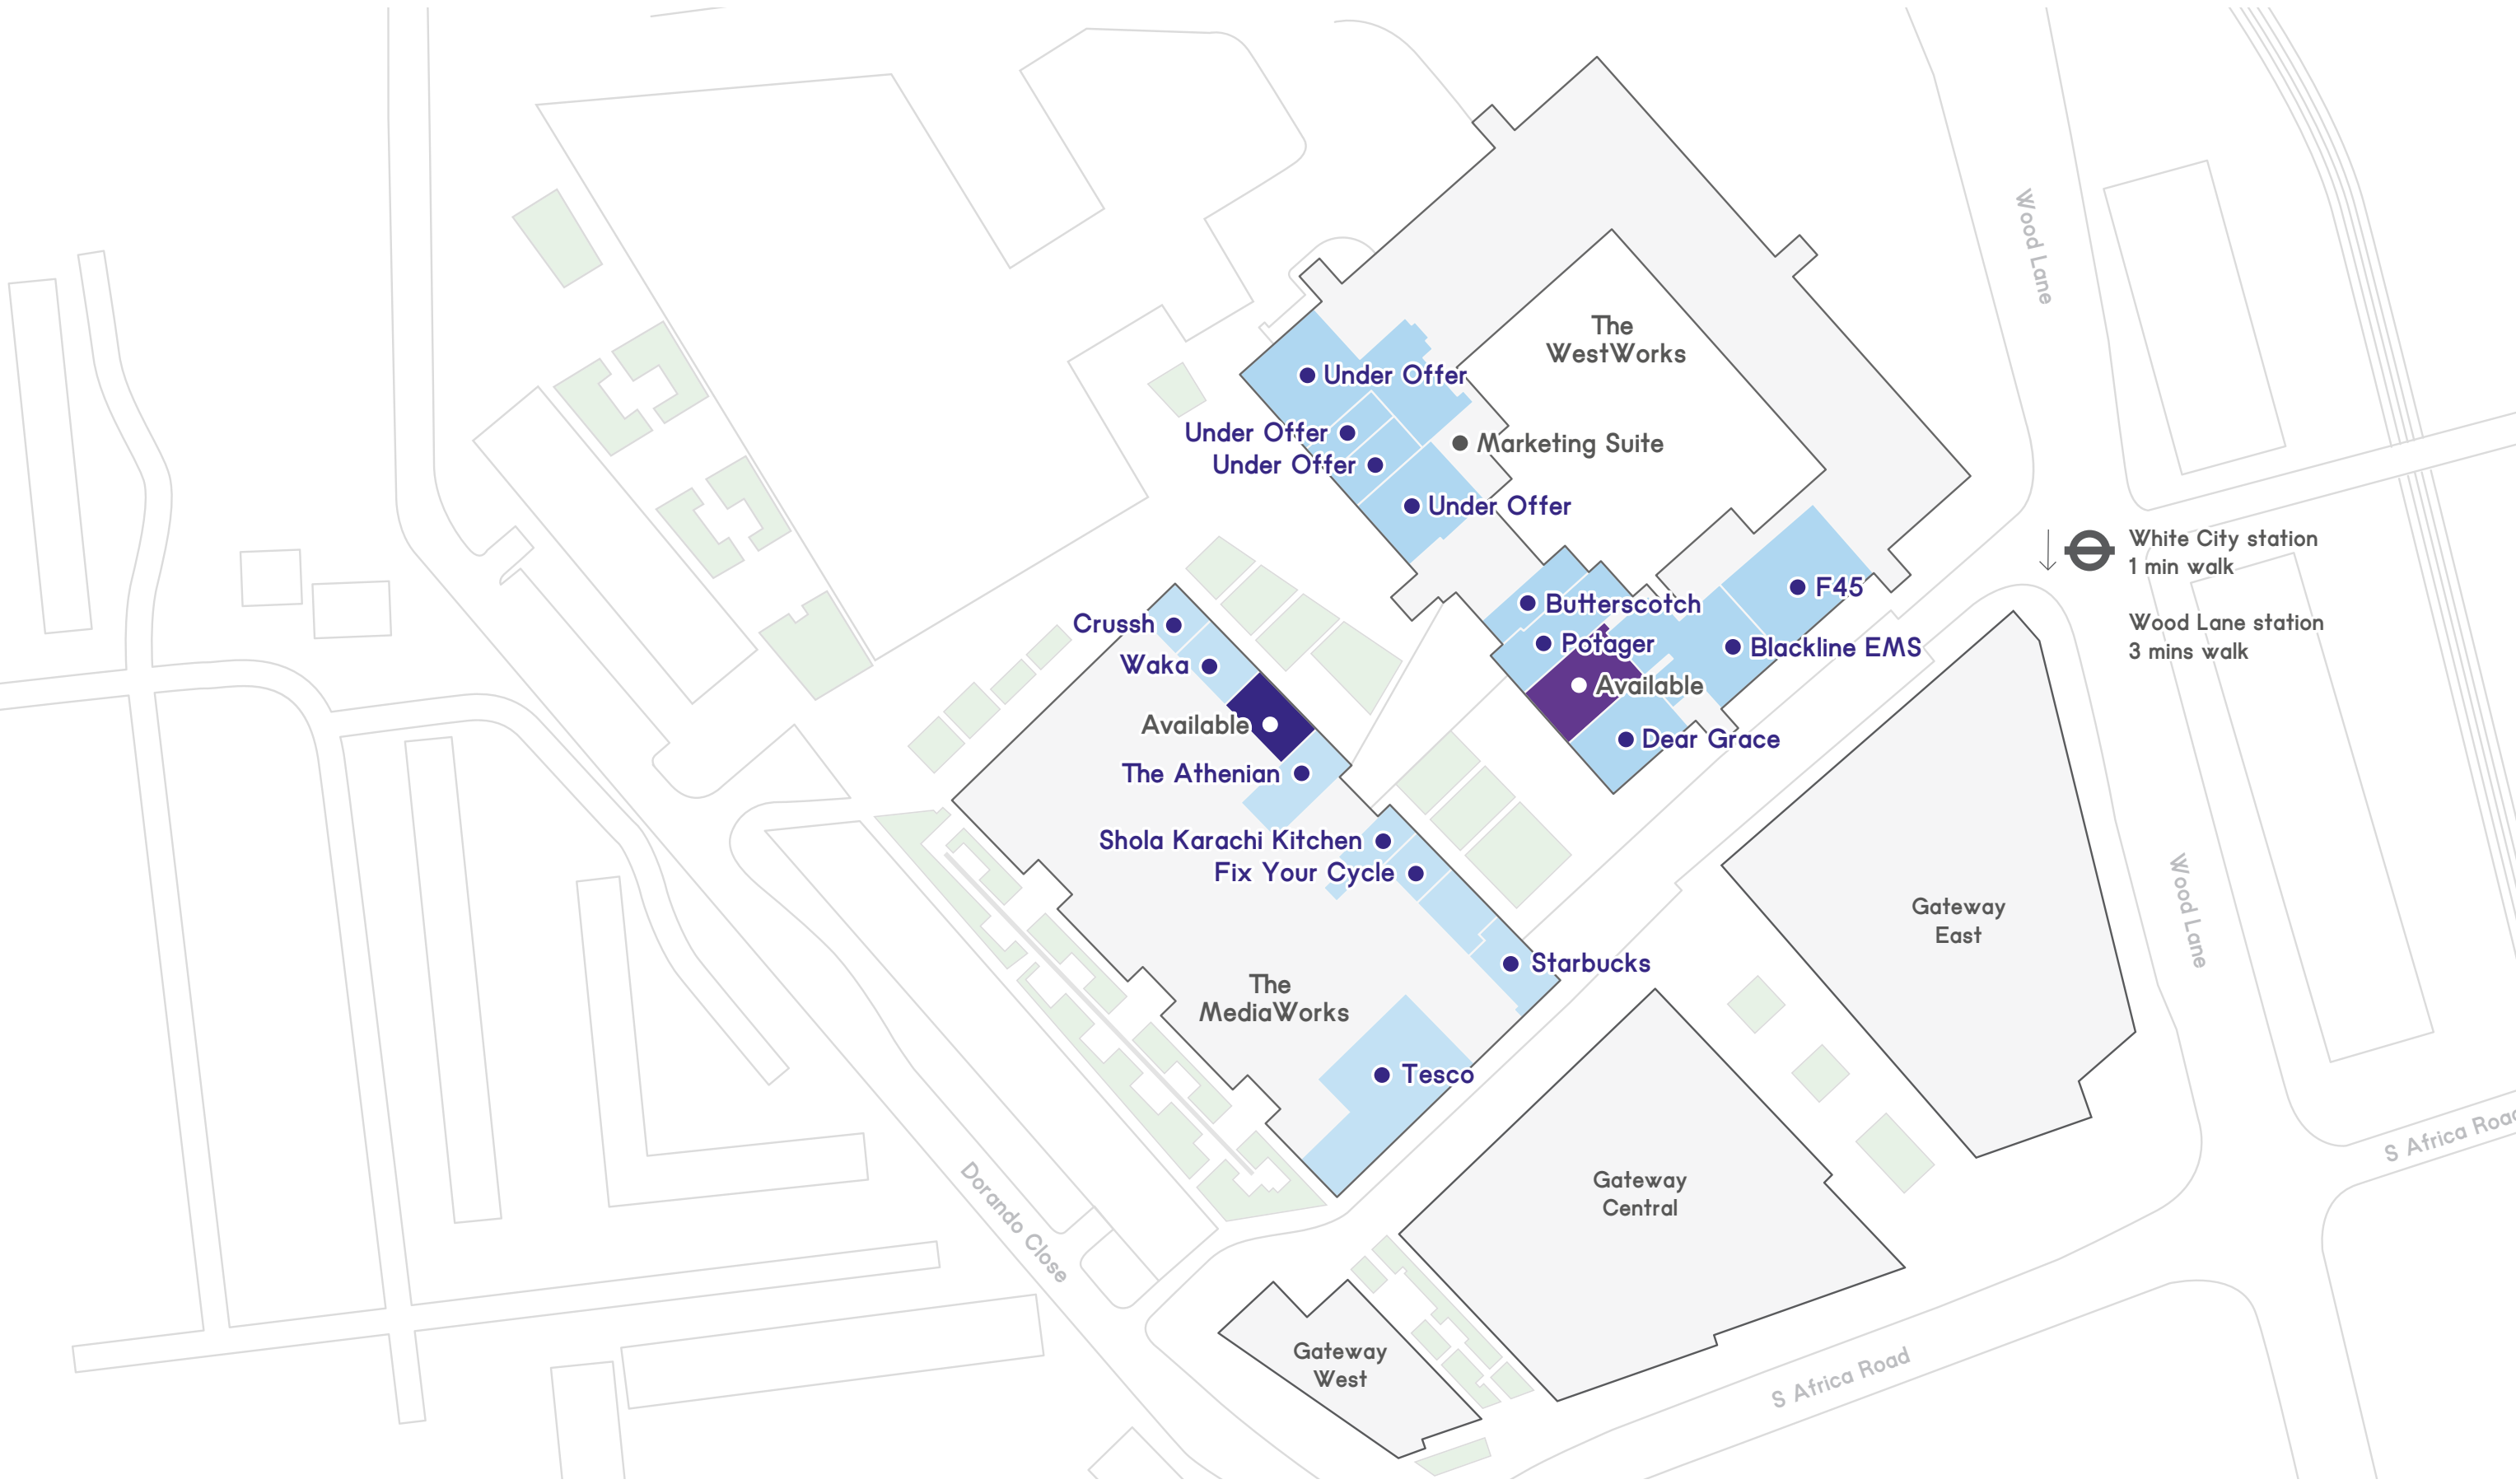 Wood Lane
The
WestWorks
Under Offer
Under Offer
Marketing Suite
Under Offer
Under Offer
White City station
1 min walk
F45
Butterscotch
Crussh
Wood Lane station
3 mins walk
Potager
Blackline EMS
Waka
Available
Available
Dear Grace
The Athenian
Shola Karachi Kitchen
Fix Your Cycle
Gateway
East
Wood Lane
Starbucks
The
MediaWorks
Tesco
S Africa Road
Gateway
Central
Dorando Close
Gateway
West
S Africa Road